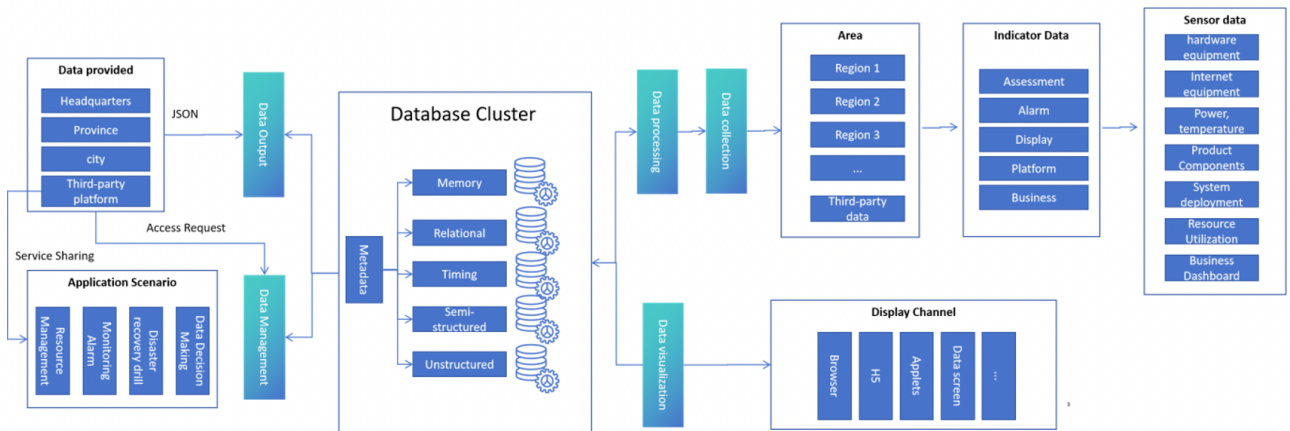 Data provided
Headquarters
Province
city
Third-party
platform
JSON
Data Output
Access Request
Service Sharing
Application Scenario
Resource
Management
Monitoring
Alarm
Disaster
recovery drill
Data Decision
Making
Data Management
Database Cluster
Metadata
Memory
Relational
Timing
Semi-
structured
Unstructured
Data processing
Data collection
Area
Region 1
Region 2
Region 3
...
Third-party
data
Indicator Data
Assessment
Alarm
Display
Platform
Business
Sensor data
hardware
equipment
Internet
equipment
Power,
temperature
Product
Components
System
deployment
Resource
Utilization
Business
Dashboard
Data visualization
Display Channel
Browser
H5
Applets
Data screen
...